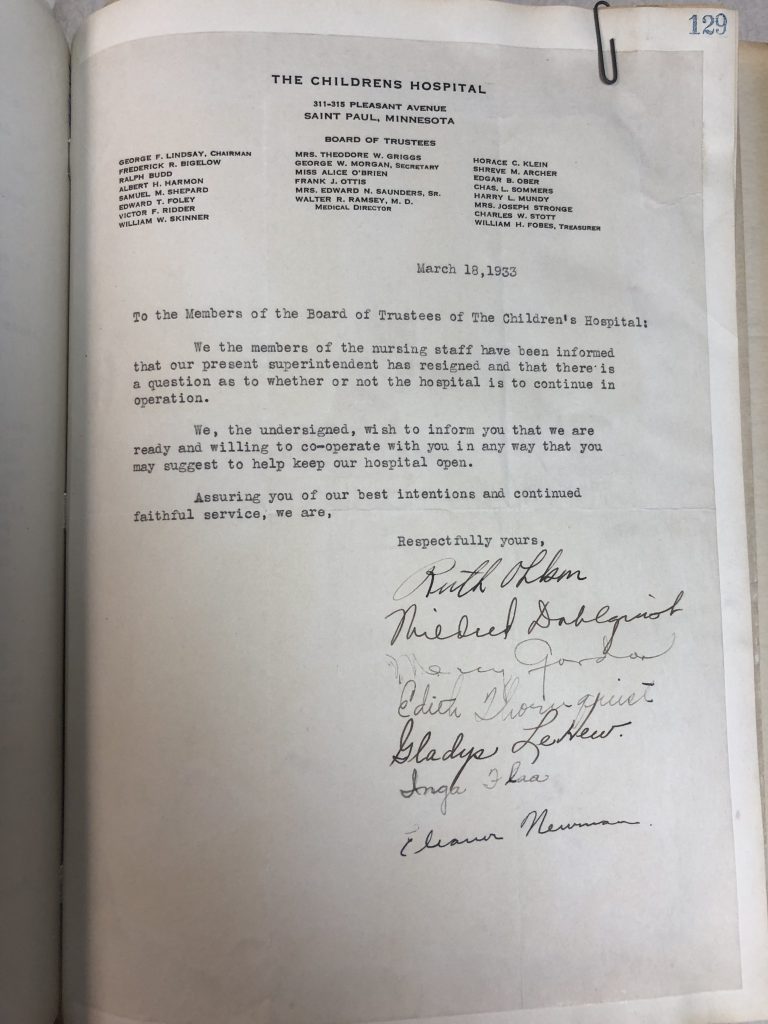 129
THE CHILDRENS HOSPITAL
311-315 PLEASANT AVENUE
SAINT PAUL, MINNESOTA
BOARD OF TRUSTEES
GEORGE F. LINDSAY, CHAIRMAN
FREDERICK R. BIGELOW
RALPH BUDD
ALBERT H. HARMON
SAMUEL M. SHEPARD
EDWARD T. FOLEY
VICTOR F. RIDDER
WILLIAM W. SKINNER
MRS. THEODORE W. GRIGGS
GEORGE W. MORGAN, SECRETARY
MISS ALICE O'BRIEN
FRANK J. OTTIS
MRS. EDWARD N. SAUNDERS, SR.
WALTER R. RAMSEY, M. D.
MEDICAL DIRECTOR
HORACE C. KLEIN
SHREVE M. ARCHER
EDGAR B. OBER
CHAS. L. SOMMERS
HARRY L. MUNDY
MRS. JOSEPH STRONGE
CHARLES W. STOTT
WILLIAM H. FOBES, TREASURER
March 18,1933
To the Members of the Board of Trustees of The Children's Hospital:
We the members of the nursing staff have been informed
that our present superintendent has resigned and that there is
a question as to whether or not the hospital is to continue in
operation.
We, the undersigned, wish to inform you that we are
ready and willing to co-operate with you in any way that you
may suggest to help keep our hospital open.
Assuring you of our best intentions and continued
faithful service, we are,
Respectfully yours,
Ruth Ohlson
Mildred Dahlquist
Gordon
Edith Thornquist
Gladys
Inga Flaa
Eleanor Newman.